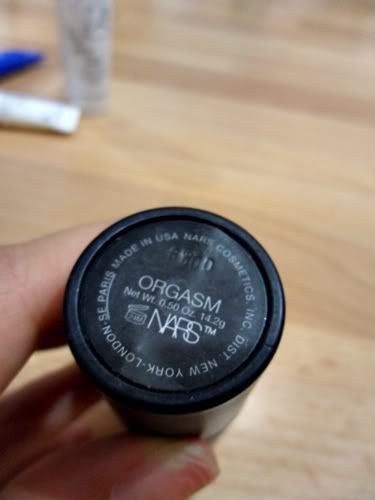 MADE IN USA NARS COSMETICS, INC. DIST. NEW YORK-LONDON-SE PARIS
ORGASM
Net Wt. 0.50 Oz. 14.2g
NARS™